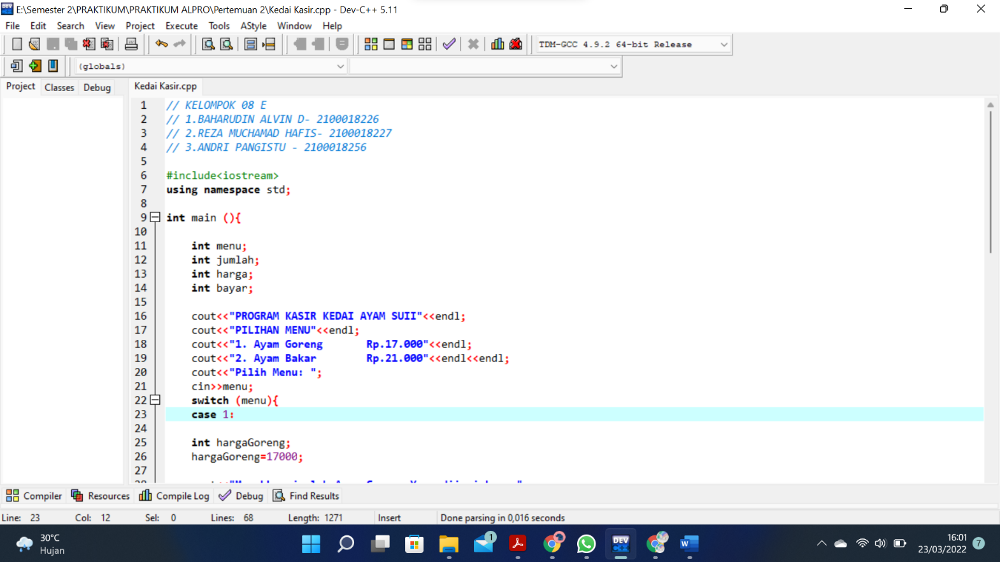 E:\Semester 2\PRAKTIKUM\PRAKTIKUM ALPRO\Pertemuan 2\Kedai Kasir.cpp - Dev-C++ 5.11
File Edit Search View Project Execute Tools AStyle Window Help
TDM-GCC 4.9.2 64-bit Release
(globals)
Project Classes Debug Kedai Kasir.cpp
1 // KELOMPOK 08 E
2 // 1.BAHARUDIN ALVIN D- 2100018226
3 // 2.REZA MUCHAMAD HAFIS- 2100018227
4 // 3.ANDRI PANGISTU - 2100018256
5
6 #include<iostream>
7 using namespace std;
8
9 int main (){
10
11 int menu;
12 int jumlah;
13 int harga;
14 int bayar;
15
16 cout<<"PROGRAM KASIR KEDAI AYAM SUII"<<endl;
17 cout<<"PILIHAN MENU"<<endl;
18 cout<<"1. Ayam Goreng       Rp.17.000"<<endl;
19 cout<<"2. Ayam Bakar        Rp.21.000"<<endl<<endl;
20 cout<<"Pilih Menu: ";
21 cin>>menu;
22 switch (menu){
23 case 1:
24
25 int hargaGoreng;
26 hargaGoreng=17000;
27
Compiler Resources Compile Log Debug Find Results
Line: 23 Col: 12 Sel: 0 Lines: 68 Length: 1271 Insert Done parsing in 0,016 seconds
30°C
Hujan
1
DEV
C++
W
16:01
23/03/2022
7